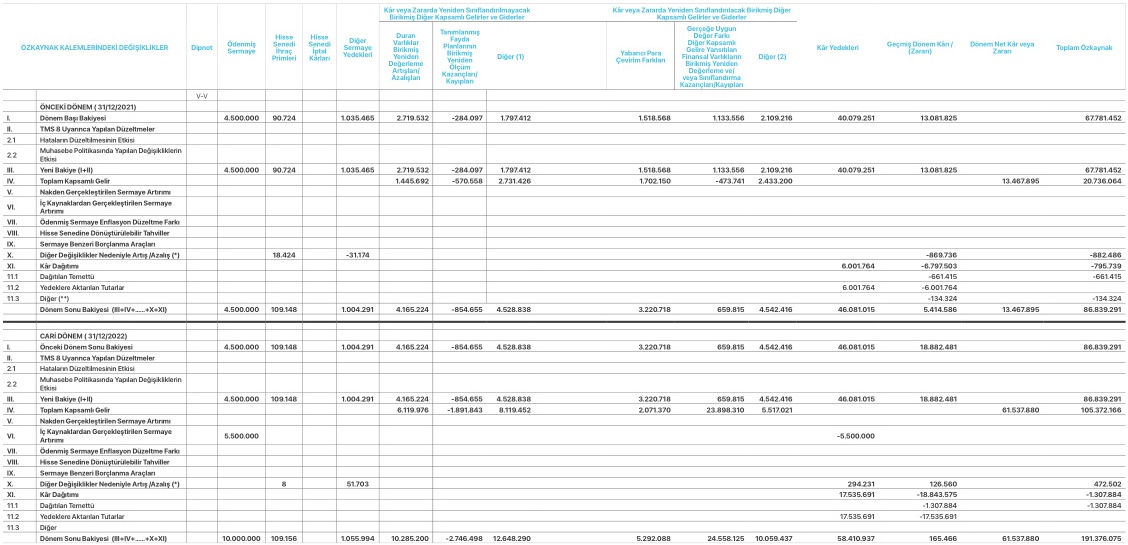 Kâr veya Zararda Yeniden Sınıflandırılmayacak Birikmiş Diğer Kapsamlı Gelirler ve Giderler
Kâr veya Zararda Yeniden Sınıflandırılacak Birikmiş Diğer Kapsamlı Gelirler ve Giderler
ÖZKAYNAK KALEMLERİNDEKİ DEĞİŞİKLİKLER Dipnot Ödenmiş Sermaye Hisse Senedi İhraç Primleri Hisse Senedi İptal Kârları Diğer Sermaye Yedekleri Duran Varlıklar Birikmiş Yeniden Değerleme Artışları/ Azalışları Tanımlanmış Fayda Planlarının Birikmiş Yeniden Ölçüm Kazançları/ Kayıpları Diğer (1) Yabancı Para Çevirim Farkları Gerçeğe Uygun Değer Farkı Diğer Kapsamlı Gelire Yansıtılan Finansal Varlıkların Birikmiş Yeniden Değerleme ve/ veya Sınıflandırma Kazançları/Kayıpları Diğer (2) Kâr Yedekleri Geçmiş Dönem Kârı / (Zararı) Dönem Net Kâr veya Zararı Toplam Özkaynak
V-V
ÖNCEKİ DÖNEM ( 31/12/2021)
I. Dönem Başı Bakiyesi 4.500.000 90.724 1.035.465 2.719.532 -284.097 1.797.412 1.518.568 1.133.556 2.109.216 40.079.251 13.081.825 67.781.452
II. TMS 8 Uyarınca Yapılan Düzeltmeler
2.1 Hataların Düzeltilmesinin Etkisi
2.2 Muhasebe Politikasında Yapılan Değişikliklerin Etkisi
III. Yeni Bakiye (I+II) 4.500.000 90.724 1.035.465 2.719.532 -284.097 1.797.412 1.518.568 1.133.556 2.109.216 40.079.251 13.081.825 67.781.452
IV. Toplam Kapsamlı Gelir 1.445.692 -570.558 2.731.426 1.702.150 -473.741 2.433.200 13.467.895 20.736.064
V. Nakden Gerçekleştirilen Sermaye Artırımı
VI. İç Kaynaklardan Gerçekleştirilen Sermaye Artırımı
VII. Ödenmiş Sermaye Enflasyon Düzeltme Farkı
VIII. Hisse Senedine Dönüştürülebilir Tahviller
IX. Sermaye Benzeri Borçlanma Araçları
X. Diğer Değişiklikler Nedeniyle Artış /Azalış (*) 18.424 -31.174 -869.736 -882.486
XI. Kâr Dağıtımı 6.001.764 -6.797.503 -795.739
11.1 Dağıtılan Temettü -661.415 -661.415
11.2 Yedeklere Aktarılan Tutarlar 6.001.764 -6.001.764
11.3 Diğer (**) -134.324 -134.324
Dönem Sonu Bakiyesi (III+IV+.....+X+XI) 4.500.000 109.148 1.004.291 4.165.224 -854.655 4.528.838 3.220.718 659.815 4.542.416 46.081.015 5.414.586 13.467.895 86.839.291
CARİ DÖNEM ( 31/12/2022)
I. Önceki Dönem Sonu Bakiyesi 4.500.000 109.148 1.004.291 4.165.224 -854.655 4.528.838 3.220.718 659.815 4.542.416 46.081.015 18.882.481 86.839.291
II. TMS 8 Uyarınca Yapılan Düzeltmeler
2.1 Hataların Düzeltilmesinin Etkisi
2.2 Muhasebe Politikasında Yapılan Değişikliklerin Etkisi
III. Yeni Bakiye (I+II) 4.500.000 109.148 1.004.291 4.165.224 -854.655 4.528.838 3.220.718 659.815 4.542.416 46.081.015 18.882.481 86.839.291
IV. Toplam Kapsamlı Gelir 6.119.976 -1.891.843 8.119.452 2.071.370 23.898.310 5.517.021 61.537.880 105.372.166
V. Nakden Gerçekleştirilen Sermaye Artırımı
VI. İç Kaynaklardan Gerçekleştirilen Sermaye Artırımı 5.500.000 -5.500.000
VII. Ödenmiş Sermaye Enflasyon Düzeltme Farkı
VIII. Hisse Senedine Dönüştürülebilir Tahviller
IX. Sermaye Benzeri Borçlanma Araçları
X. Diğer Değişiklikler Nedeniyle Artış /Azalış (*) 8 51.703 294.231 126.560 472.502
XI. Kâr Dağıtımı 17.535.691 -18.843.575 -1.307.884
11.1 Dağıtılan Temettü -1.307.884 -1.307.884
11.2 Yedeklere Aktarılan Tutarlar 17.535.691 -17.535.691
11.3 Diğer
Dönem Sonu Bakiyesi (III+IV+.....+X+XI) 10.000.000 109.156 1.055.994 10.285.200 -2.746.498 12.648.290 5.292.088 24.558.125 10.059.437 58.410.937 165.466 61.537.880 191.376.075